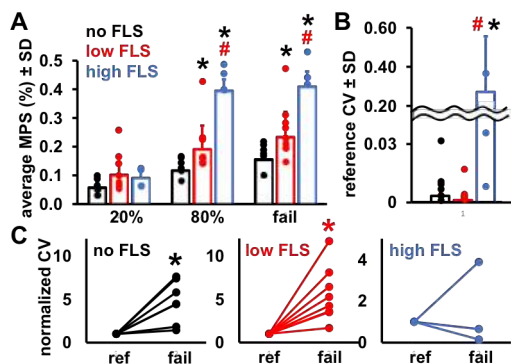 A
no FLS
low FLS
high FLS
*
*
#
*
*
#
average MPS (%) ± SD
0.5
0.4
0.3
0.2
0.1
0.0
20%
80%
fail
B
# *
reference CV ± SD
0.60
0.20
0.03
0
1
C
normalized CV
no FLS
*
10
5
0
ref
fail
low FLS
*
10
5
0
ref
fail
high FLS
4
2
0
ref
fail